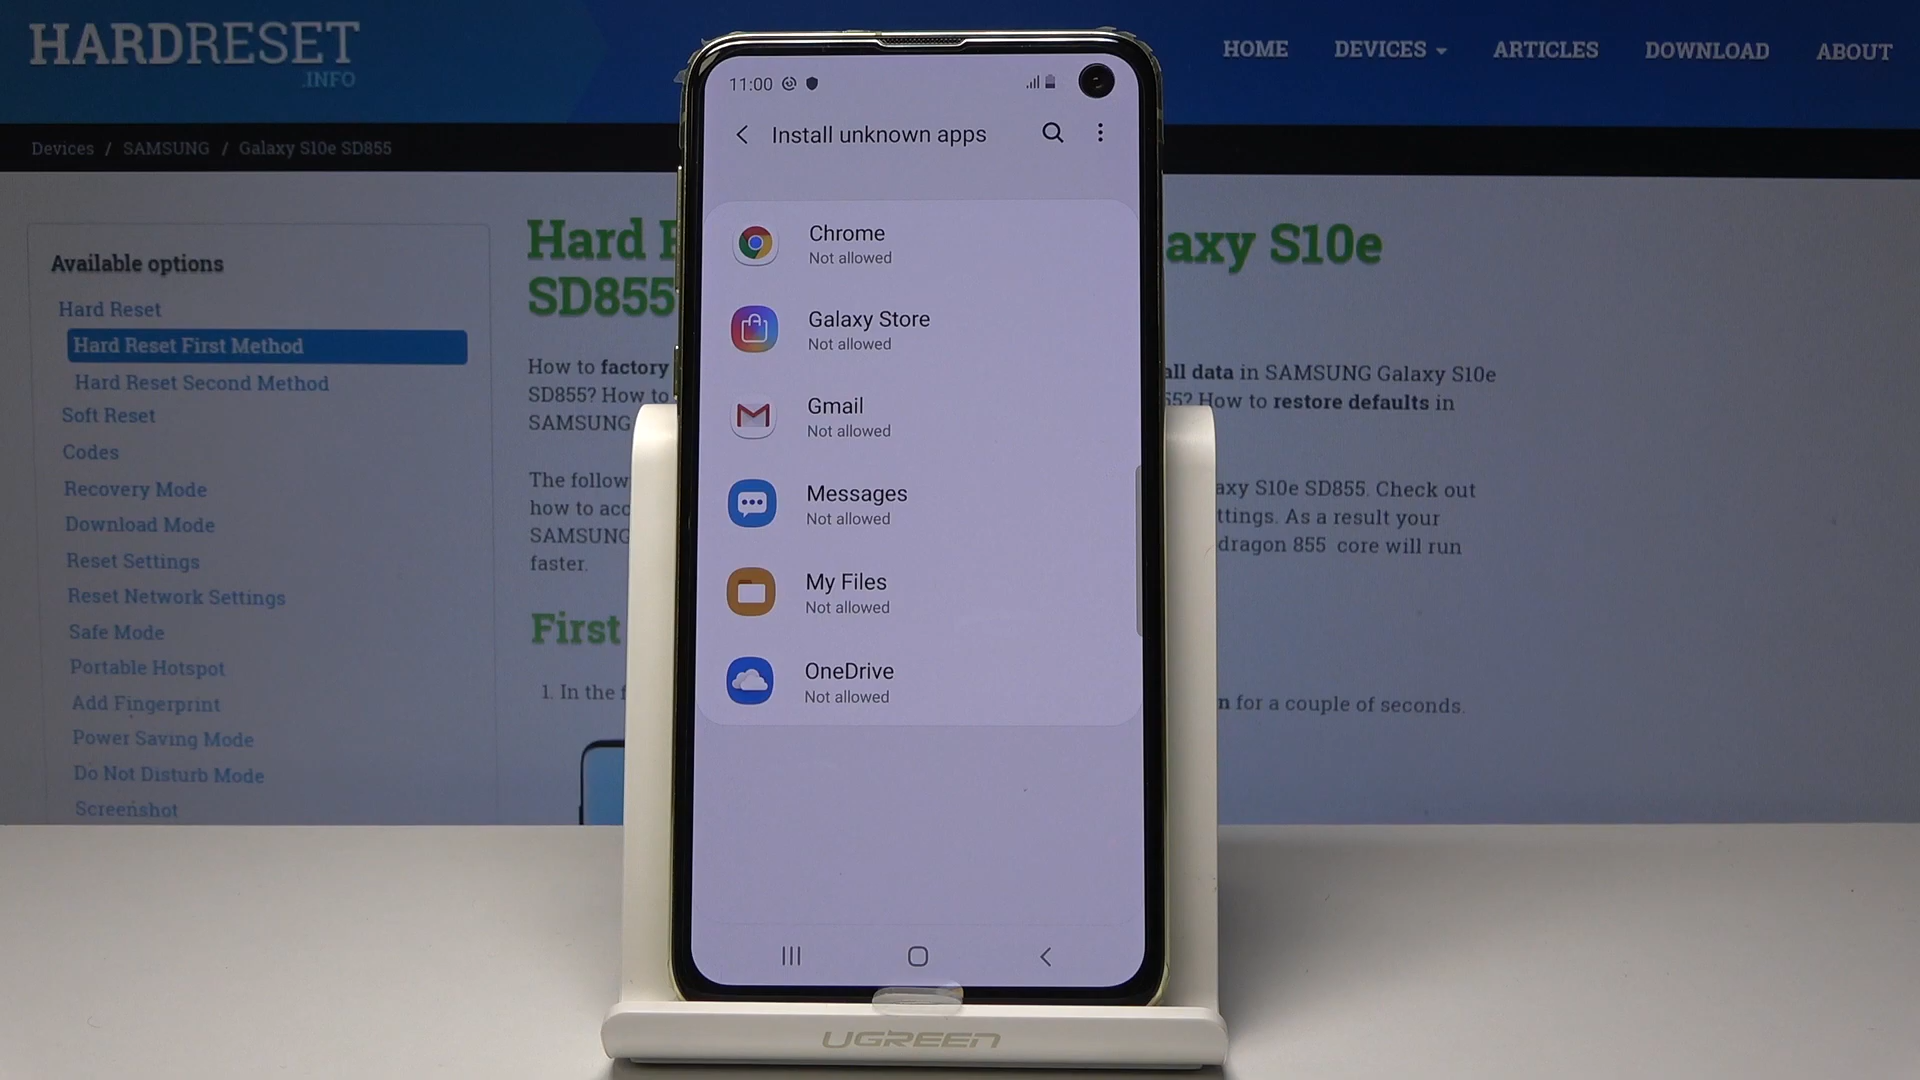 HARDRESET
.INFO
HOME DEVICES ARTICLES DOWNLOAD ABOUT
Devices / SAMSUNG / Galaxy S10e SD855
Available options
Hard Reset
Hard Reset First Method
Hard Reset Second Method
Soft Reset
Codes
Recovery Mode
Download Mode
Reset Settings
Reset Network Settings
Safe Mode
Portable Hotspot
Add Fingerprint
Power Saving Mode
Do Not Disturb Mode
Screenshot
Hard
SD855
How to factory
SD855? How to
SAMSUNG
The follow
how to acc
SAMSUNG
faster.
First
1. In the f
11:00
Install unknown apps
Chrome
Not allowed
Galaxy Store
Not allowed
Gmail
Not allowed
Messages
Not allowed
My Files
Not allowed
OneDrive
Not allowed
axy S10e
all data in SAMSUNG Galaxy S10e
55? How to restore defaults in
axy S10e SD855. Check out
ttings. As a result your
dragon 855 core will run
n for a couple of seconds.
UGREEN